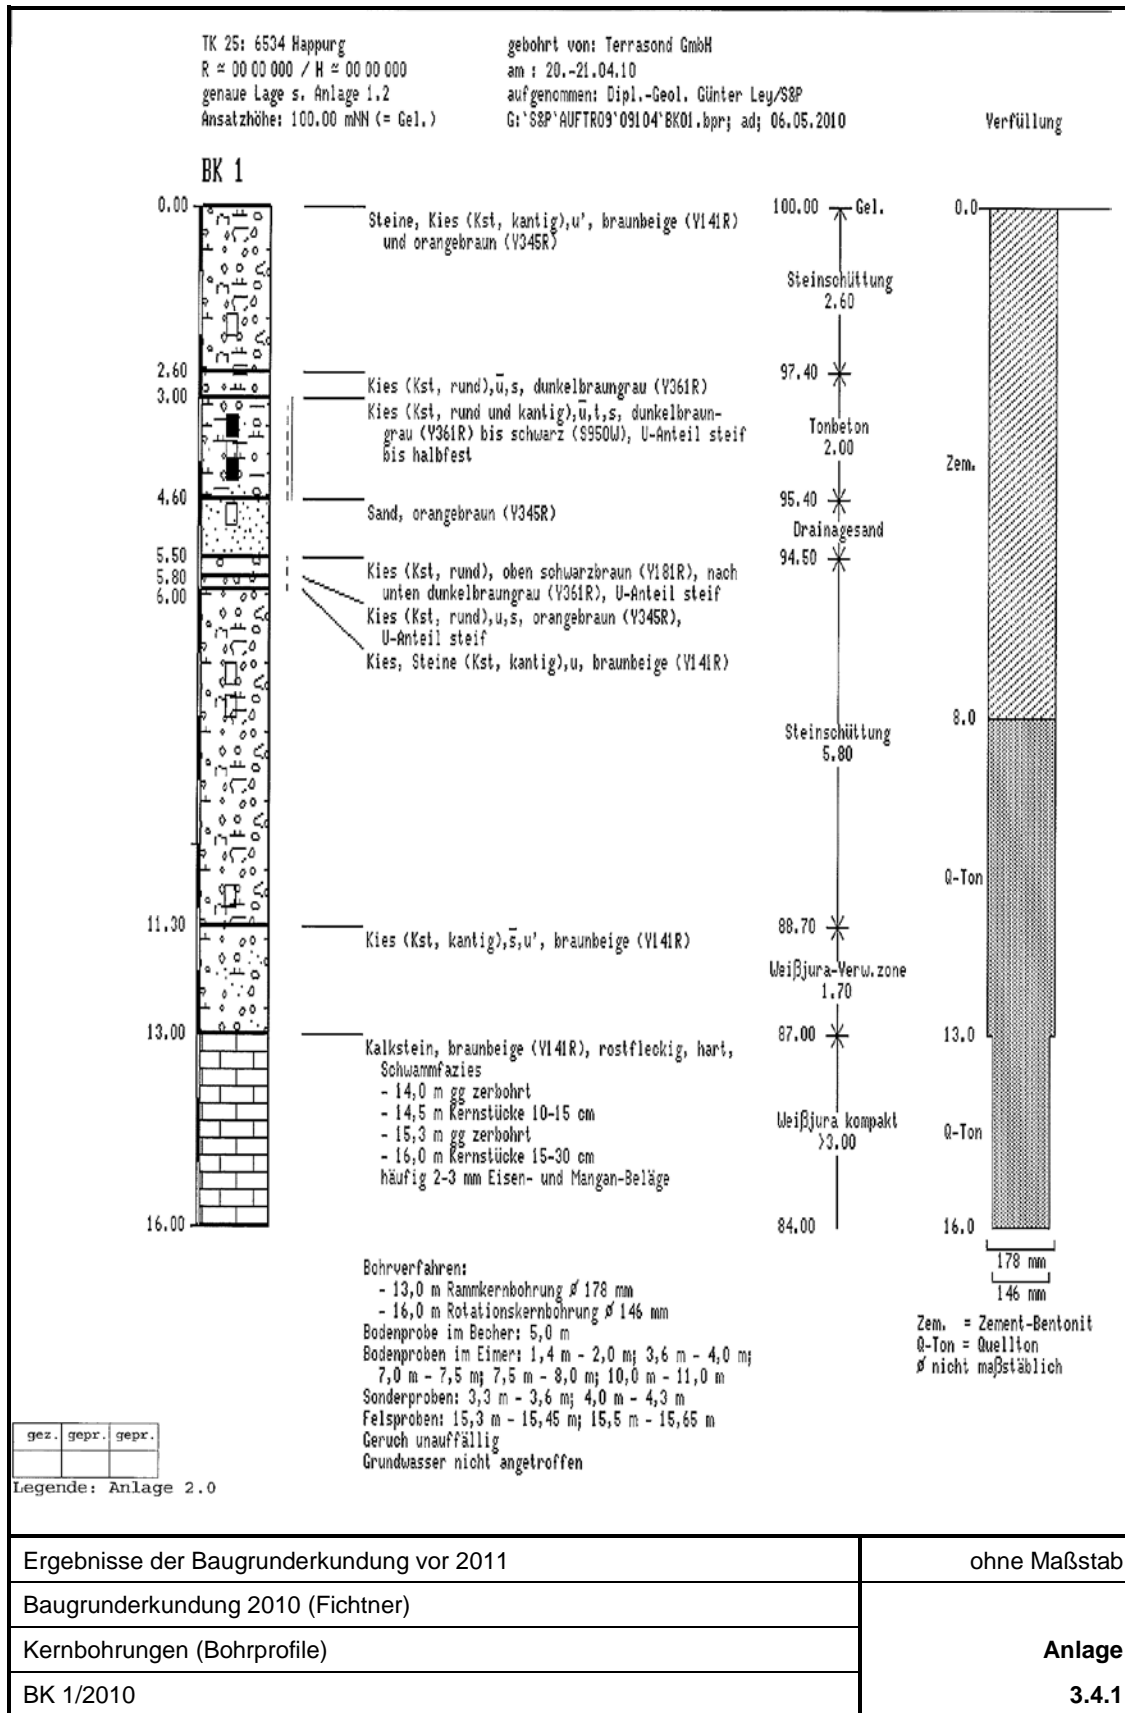 TK 25: 6534 Happurg
R ≃ 00 00 000 / H ≃ 00 00 000
genaue Lage s. Anlage 1.2
Ansatzhöhe: 100.00 mNN (= Gel.)
gebohrt von: Terrasond GmbH
am : 20.-21.04.10
aufgenommen: Dipl.-Geol. Günter Ley/S&P
G:`S&P`AUFTR09`09104`BK01.bpr; ad; 06.05.2010
Verfüllung
BK 1
0.00
2.60
3.00
4.60
5.50
5.80
6.00
11.30
13.00
16.00
Steine, Kies (Kst, kantig),u', braunbeige (Y141R)
und orangebraun (Y345R)
Kies (Kst, rund),ū,s, dunkelbraungrau (Y361R)
Kies (Kst, rund und kantig),ū,t,s, dunkelbraun-
grau (Y361R) bis schwarz (S950W), U-Anteil steif
bis halbfest
Sand, orangebraun (Y345R)
Kies (Kst, rund), oben schwarzbraun (Y181R), nach
unten dunkelbraungrau (Y361R), U-Anteil steif
Kies (Kst, rund),u,s, orangebraun (Y345R),
U-Anteil steif
Kies, Steine (Kst, kantig),u, braunbeige (Y141R)
Kies (Kst, kantig),s̄,u', braunbeige (Y141R)
Kalkstein, braunbeige (Y141R), rostfleckig, hart,
Schwammfazies
- 14,0 m gg zerbohrt
- 14,5 m Kernstücke 10-15 cm
- 15,3 m gg zerbohrt
- 16,0 m Kernstücke 15-30 cm
häufig 2-3 mm Eisen- und Mangan-Beläge
100.00
Gel.
Steinschüttung
2.60
97.40
Tonbeton
2.00
95.40
Drainagesand
94.50
Steinschüttung
5.80
88.70
Weißjura-Verw.zone
1.70
87.00
Weißjura kompakt
>3.00
84.00
0.0
Zem.
8.0
Q-Ton
13.0
Q-Ton
16.0
178 mm
146 mm
Zem. = Zement-Bentonit
Q-Ton = Quellton
ø nicht maßstäblich
Bohrverfahren:
- 13,0 m Rammkernbohrung ø 178 mm
- 16,0 m Rotationskernbohrung ø 146 mm
Bodenprobe im Becher: 5,0 m
Bodenproben im Eimer: 1,4 m - 2,0 m; 3,6 m - 4,0 m;
7,0 m - 7,5 m; 7,5 m - 8,0 m; 10,0 m - 11,0 m
Sonderproben: 3,3 m - 3,6 m; 4,0 m - 4,3 m
Felsproben: 15,3 m - 15,45 m; 15,5 m - 15,65 m
Geruch unauffällig
Grundwasser nicht angetroffen
gez. gepr. gepr.
Legende: Anlage 2.0
Ergebnisse der Baugrunderkundung vor 2011
ohne Maßstab
Baugrunderkundung 2010 (Fichtner)
Kernbohrungen (Bohrprofile)
Anlage
BK 1/2010
3.4.1